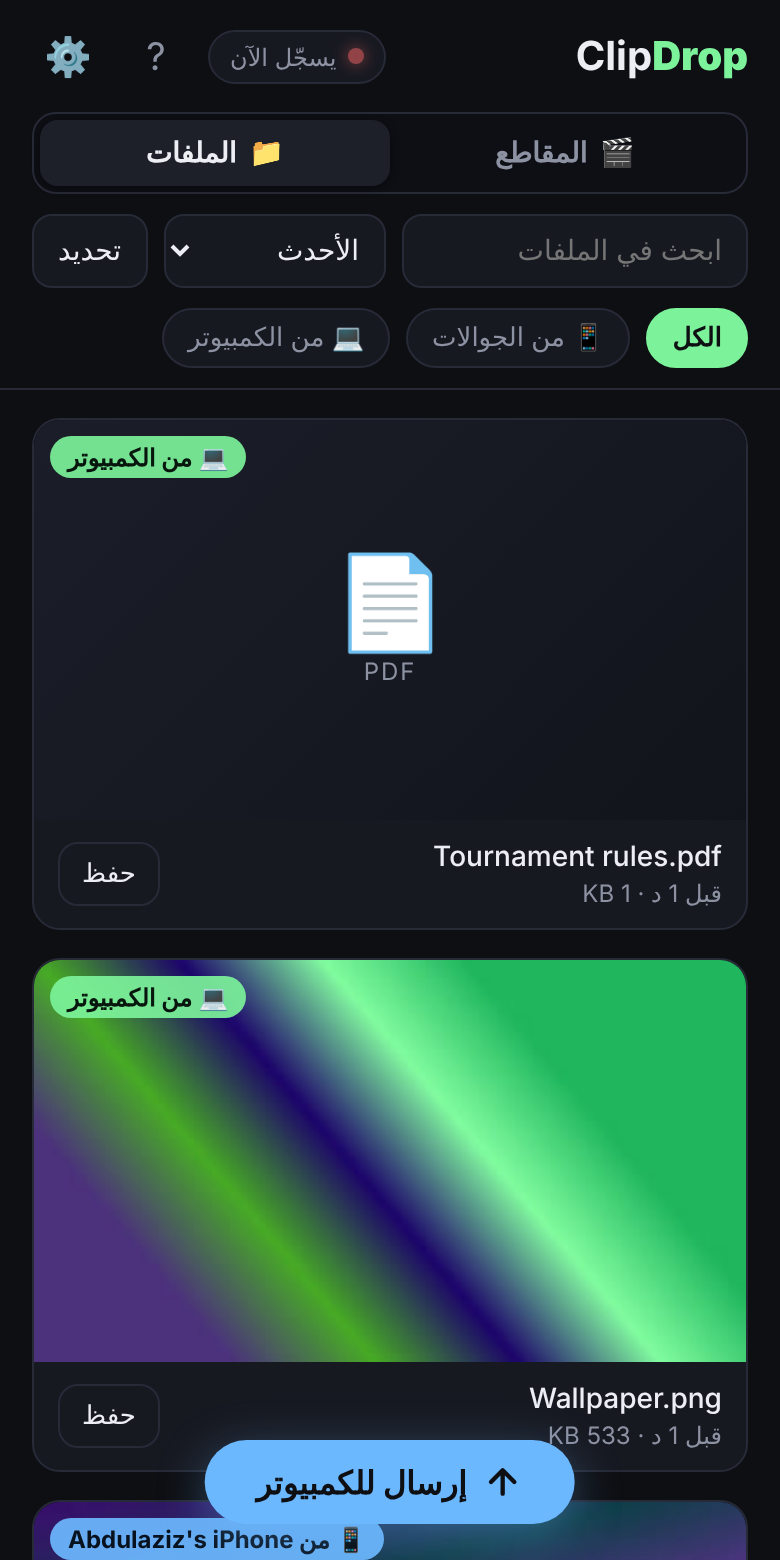 ClipDrop
يسجّل الآن
?
المقاطع
الملفات
ابحث في الملفات
الأحدث
تحديد
الكل
من الجوالات
من الكمبيوتر
من الكمبيوتر
PDF
Tournament rules.pdf
قبل 1 د · 1 KB
حفظ
من الكمبيوتر
Wallpaper.png
قبل 1 د · 533 KB
حفظ
إرسال للكمبيوتر
من Abdulaziz's iPhone